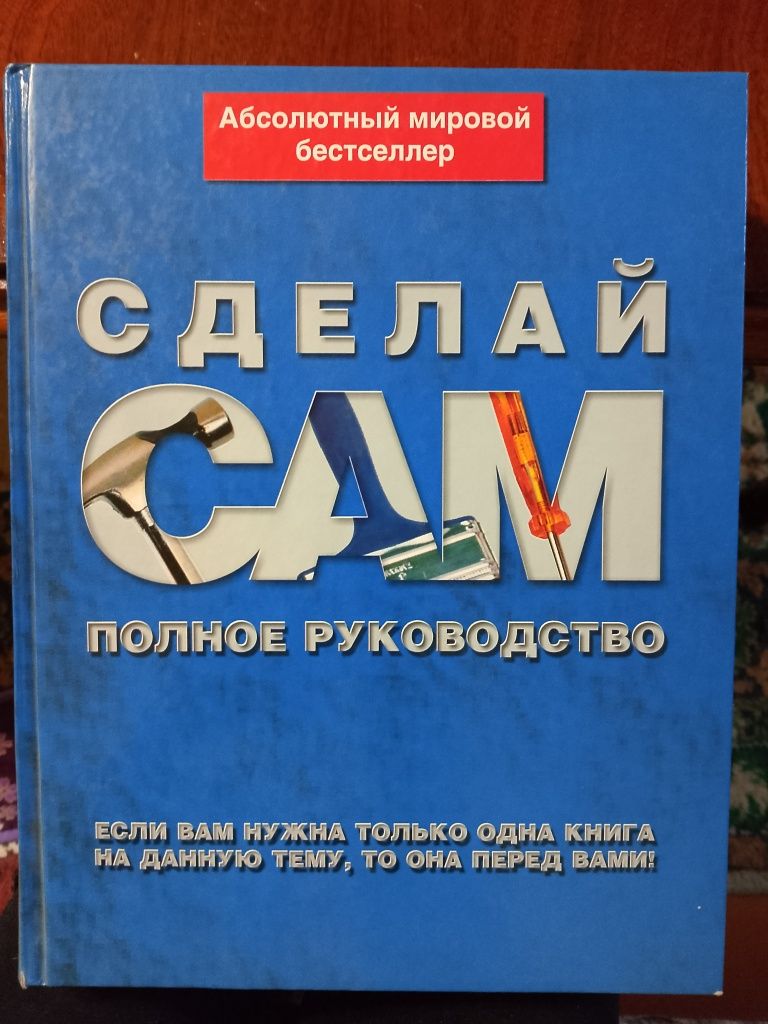 Абсолютный мировой
бестселлер
СДЕЛАЙ
САМ
ПОЛНОЕ РУКОВОДСТВО
ЕСЛИ ВАМ НУЖНА ТОЛЬКО ОДНА КНИГА
НА ДАННУЮ ТЕМУ, ТО ОНА ПЕРЕД ВАМИ!